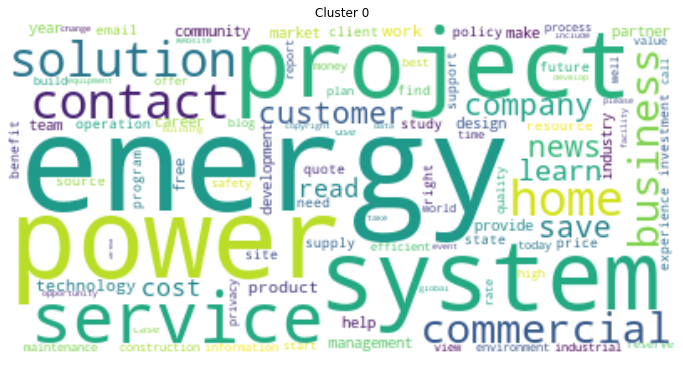 Cluster 0
year
change
email
community
market
client
work
policy
make
process
include
partner
website
solution
project
report
money
best
future
develop
value
well
call
build
equipment
offer
plan
find
support
contact
customer
company
business
investment
please
team
operation
career
building
blog
copyright
use
data
study
time
design
resource
industry
facility
benefit
program
free
development
energy
quote
right
news
learn
source
safety
read
need
world
quality
home
experience
power
take
provide
save
supply
efficient
event
state
today
price
site
system
technology
opportunity
cost
privacy
product
global
rate
high
service
case
help
commercial
maintenance
construction
information
start
management
view
environment
industrial
reserve